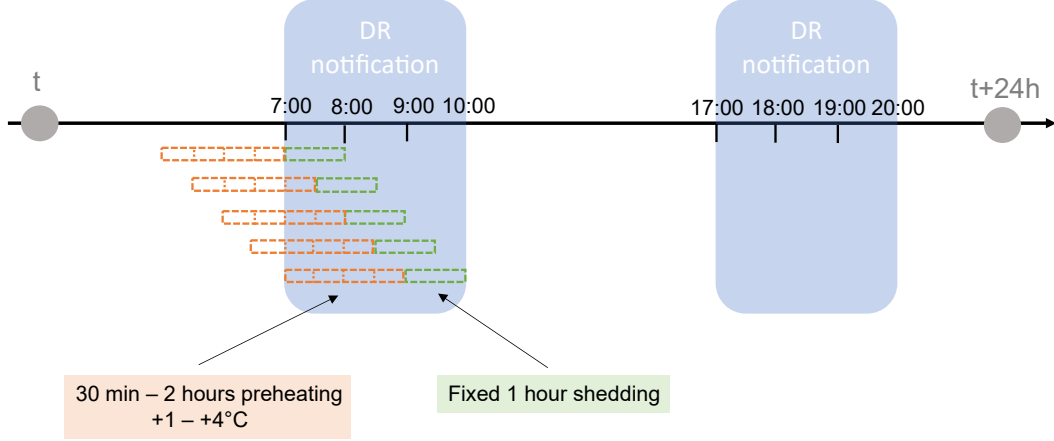 DR
notification
DR
notification
t
t+24h
7:00 8:00 9:00 10:00
17:00 18:00 19:00 20:00
30 min – 2 hours preheating
+1 – +4°C
Fixed 1 hour shedding